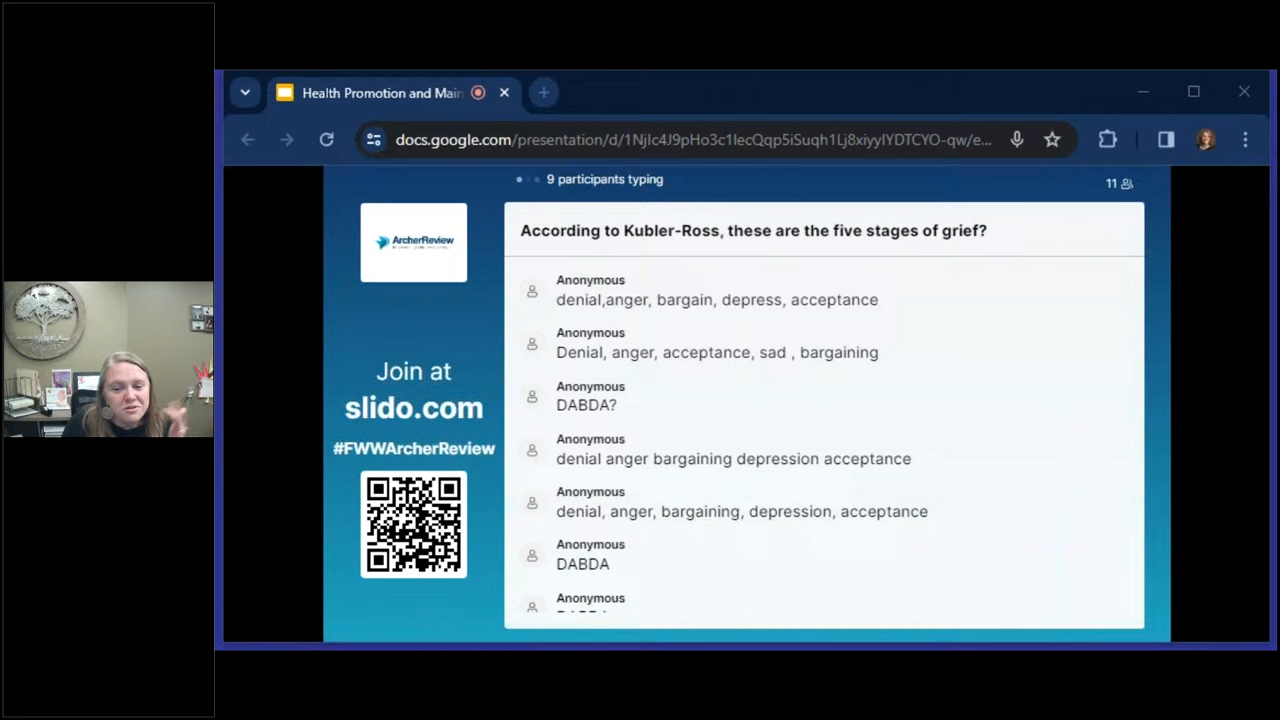 Health Promotion and Main
docs.google.com/presentation/d/1NjIc4J9pHo3c1lecQqp5iSuqh1Lj8xiyylYDTCYO-qw/e...
9 participants typing
11
ArcherReview
According to Kubler-Ross, these are the five stages of grief?
Anonymous
denial,anger, bargain, depress, acceptance
Anonymous
Denial, anger, acceptance, sad , bargaining
Anonymous
DABDA?
Anonymous
denial anger bargaining depression acceptance
Anonymous
denial, anger, bargaining, depression, acceptance
Anonymous
DABDA
Anonymous
Join at
slido.com
#FWWArcherReview